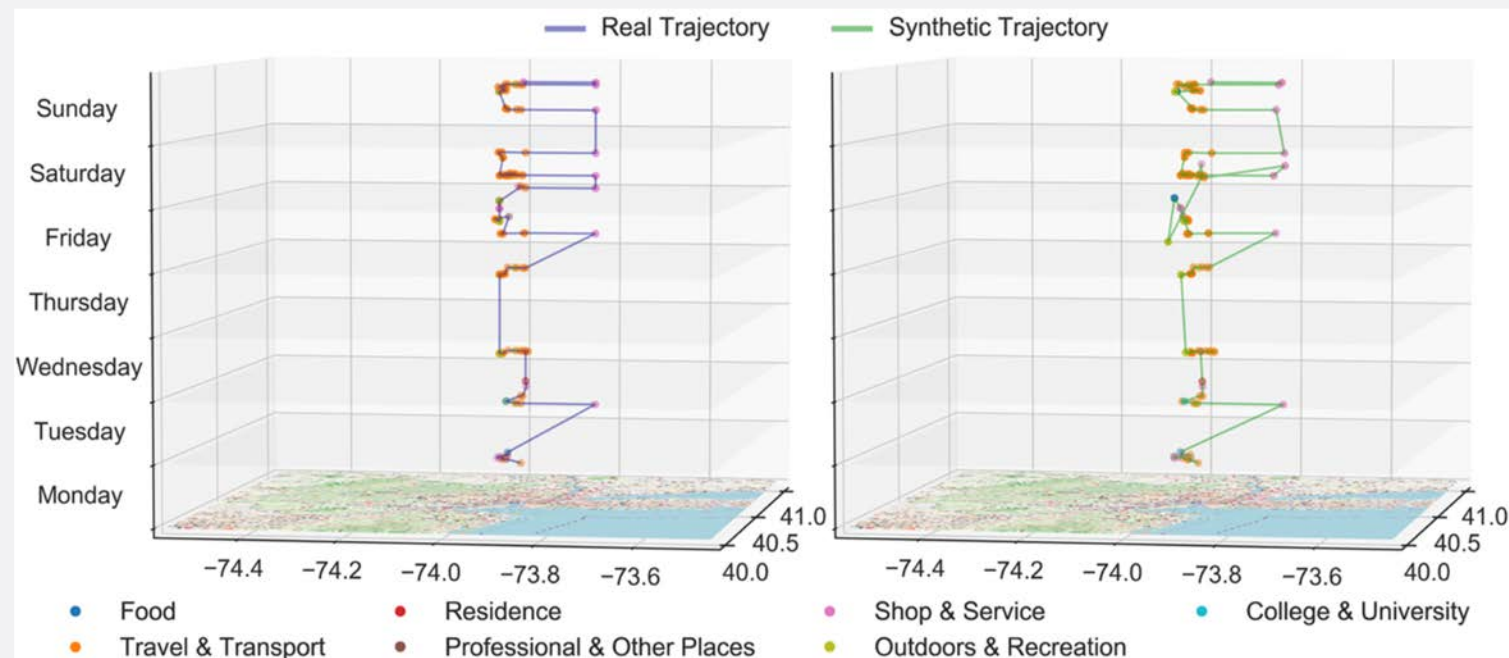 Real Trajectory Synthetic Trajectory
Sunday
Saturday
Friday
Thursday
Wednesday
Tuesday
Monday
41.0 41.0
40.5 40.5
−74.4 −74.2 −74.0 −73.8 −73.6 40.0 −74.4 −74.2 −74.0 −73.8 −73.6 40.0
Food Residence Shop & Service College & University
Travel & Transport Professional & Other Places Outdoors & Recreation